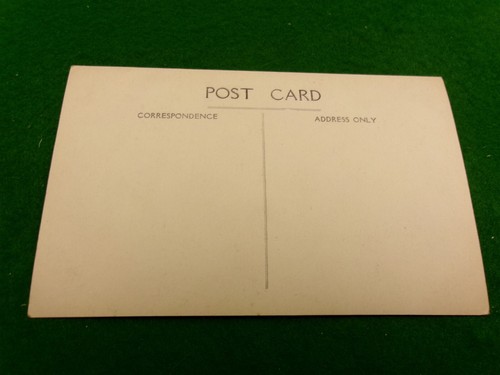 POST CARD
CORRESPONDENCE
ADDRESS ONLY